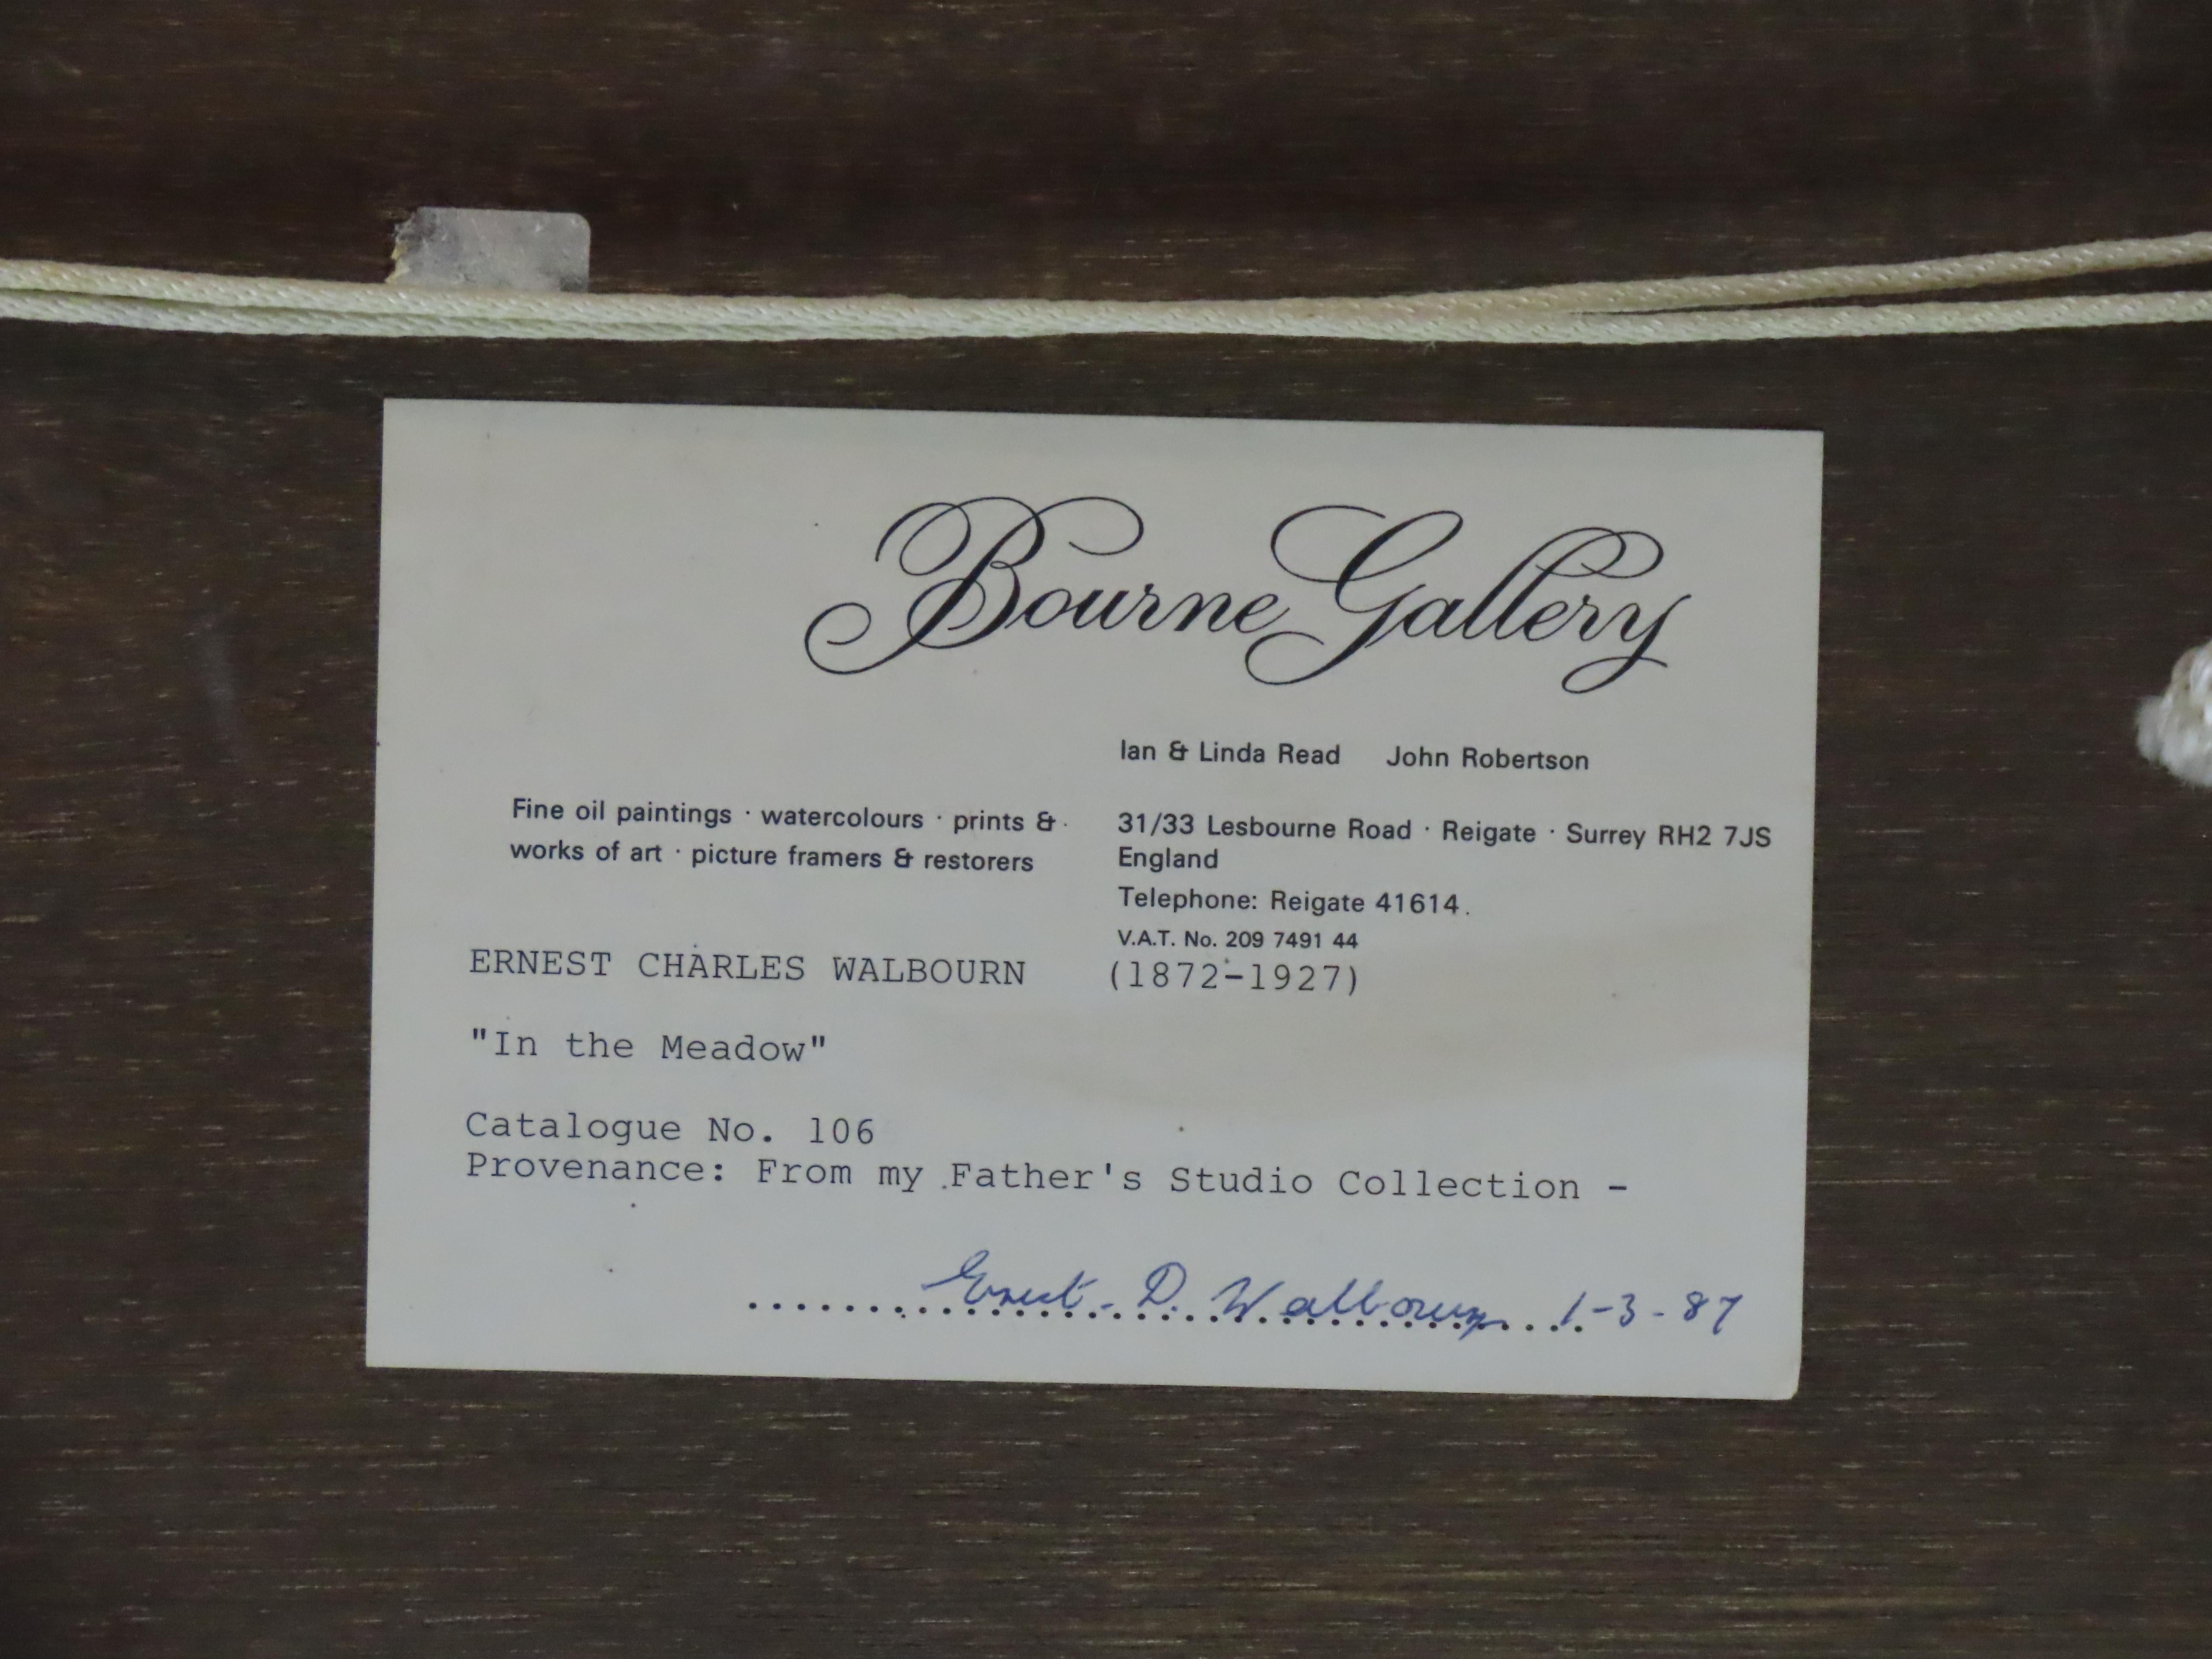 Bourne Gallery
Ian & Linda Read John Robertson
Fine oil paintings · watercolours · prints &
works of art · picture framers & restorers
31/33 Lesbourne Road · Reigate · Surrey RH2 7JS
England
Telephone: Reigate 41614.
V.A.T. No. 209 7491 44
ERNEST CHARLES WALBOURN (1872-1927)
"In the Meadow"
Catalogue No. 106
Provenance: From my Father's Studio Collection -
Ernest D. Walbourn 1-3-87